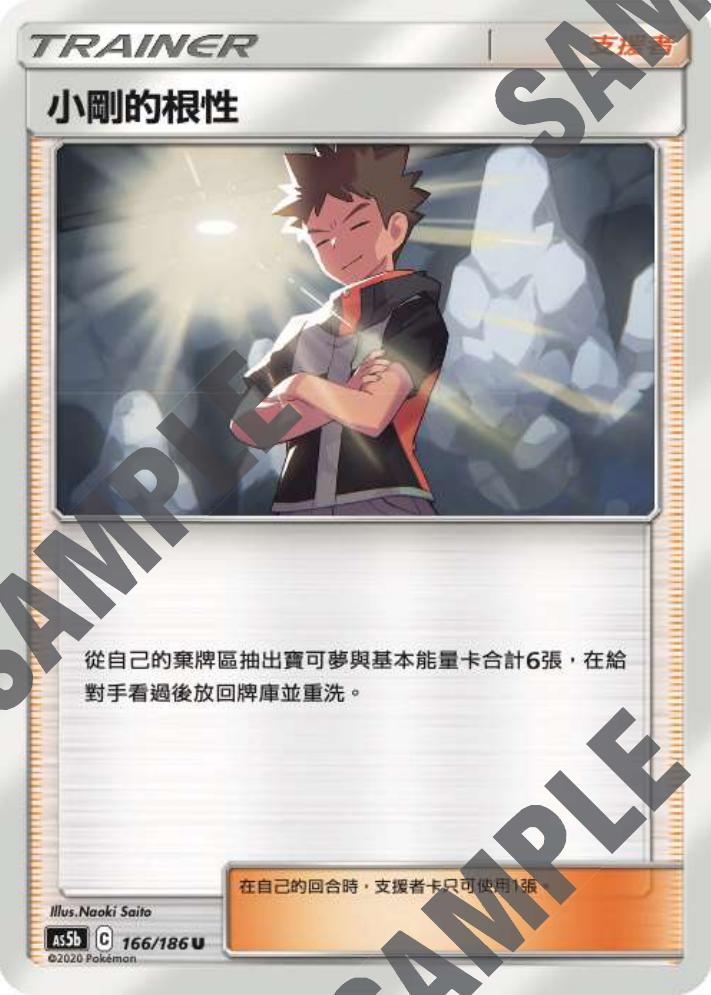 TRAINER
支援者
小剛的根性
從自己的棄牌區抽出寶可夢與基本能量卡合計6張，在給
對手看過後放回牌庫並重洗。
在自己的回合時，支援者卡只可使用1張。
Illus.Naoki Saito
AS5b C 166/186 U
©2020 Pokémon
SAMPLE
SAMPLE
SAMPLE
SAMPLE